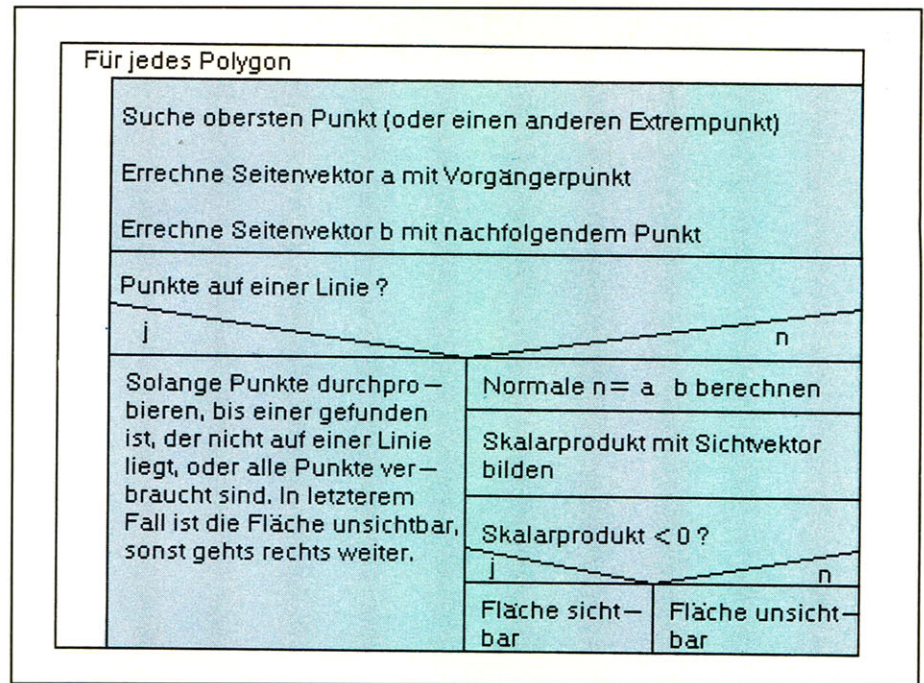 Für jedes Polygon
Suche obersten Punkt (oder einen anderen Extrempunkt)
Errechne Seitenvektor a mit Vorgängerpunkt
Errechne Seitenvektor b mit nachfolgendem Punkt
Punkte auf einer Linie ?
j
n
Solange Punkte durchpro—
bieren, bis einer gefunden
ist, der nicht auf einer Linie
liegt, oder alle Punkte ver—
braucht sind. In letzterem
Fall ist die Fläche unsichtbar,
sonst gehts rechts weiter.
Normale n= a b berechnen
Skalarprodukt mit Sichtvektor
bilden
Skalarprodukt < 0 ?
j
n
Fläche sicht—
bar
Fläche unsicht—
bar